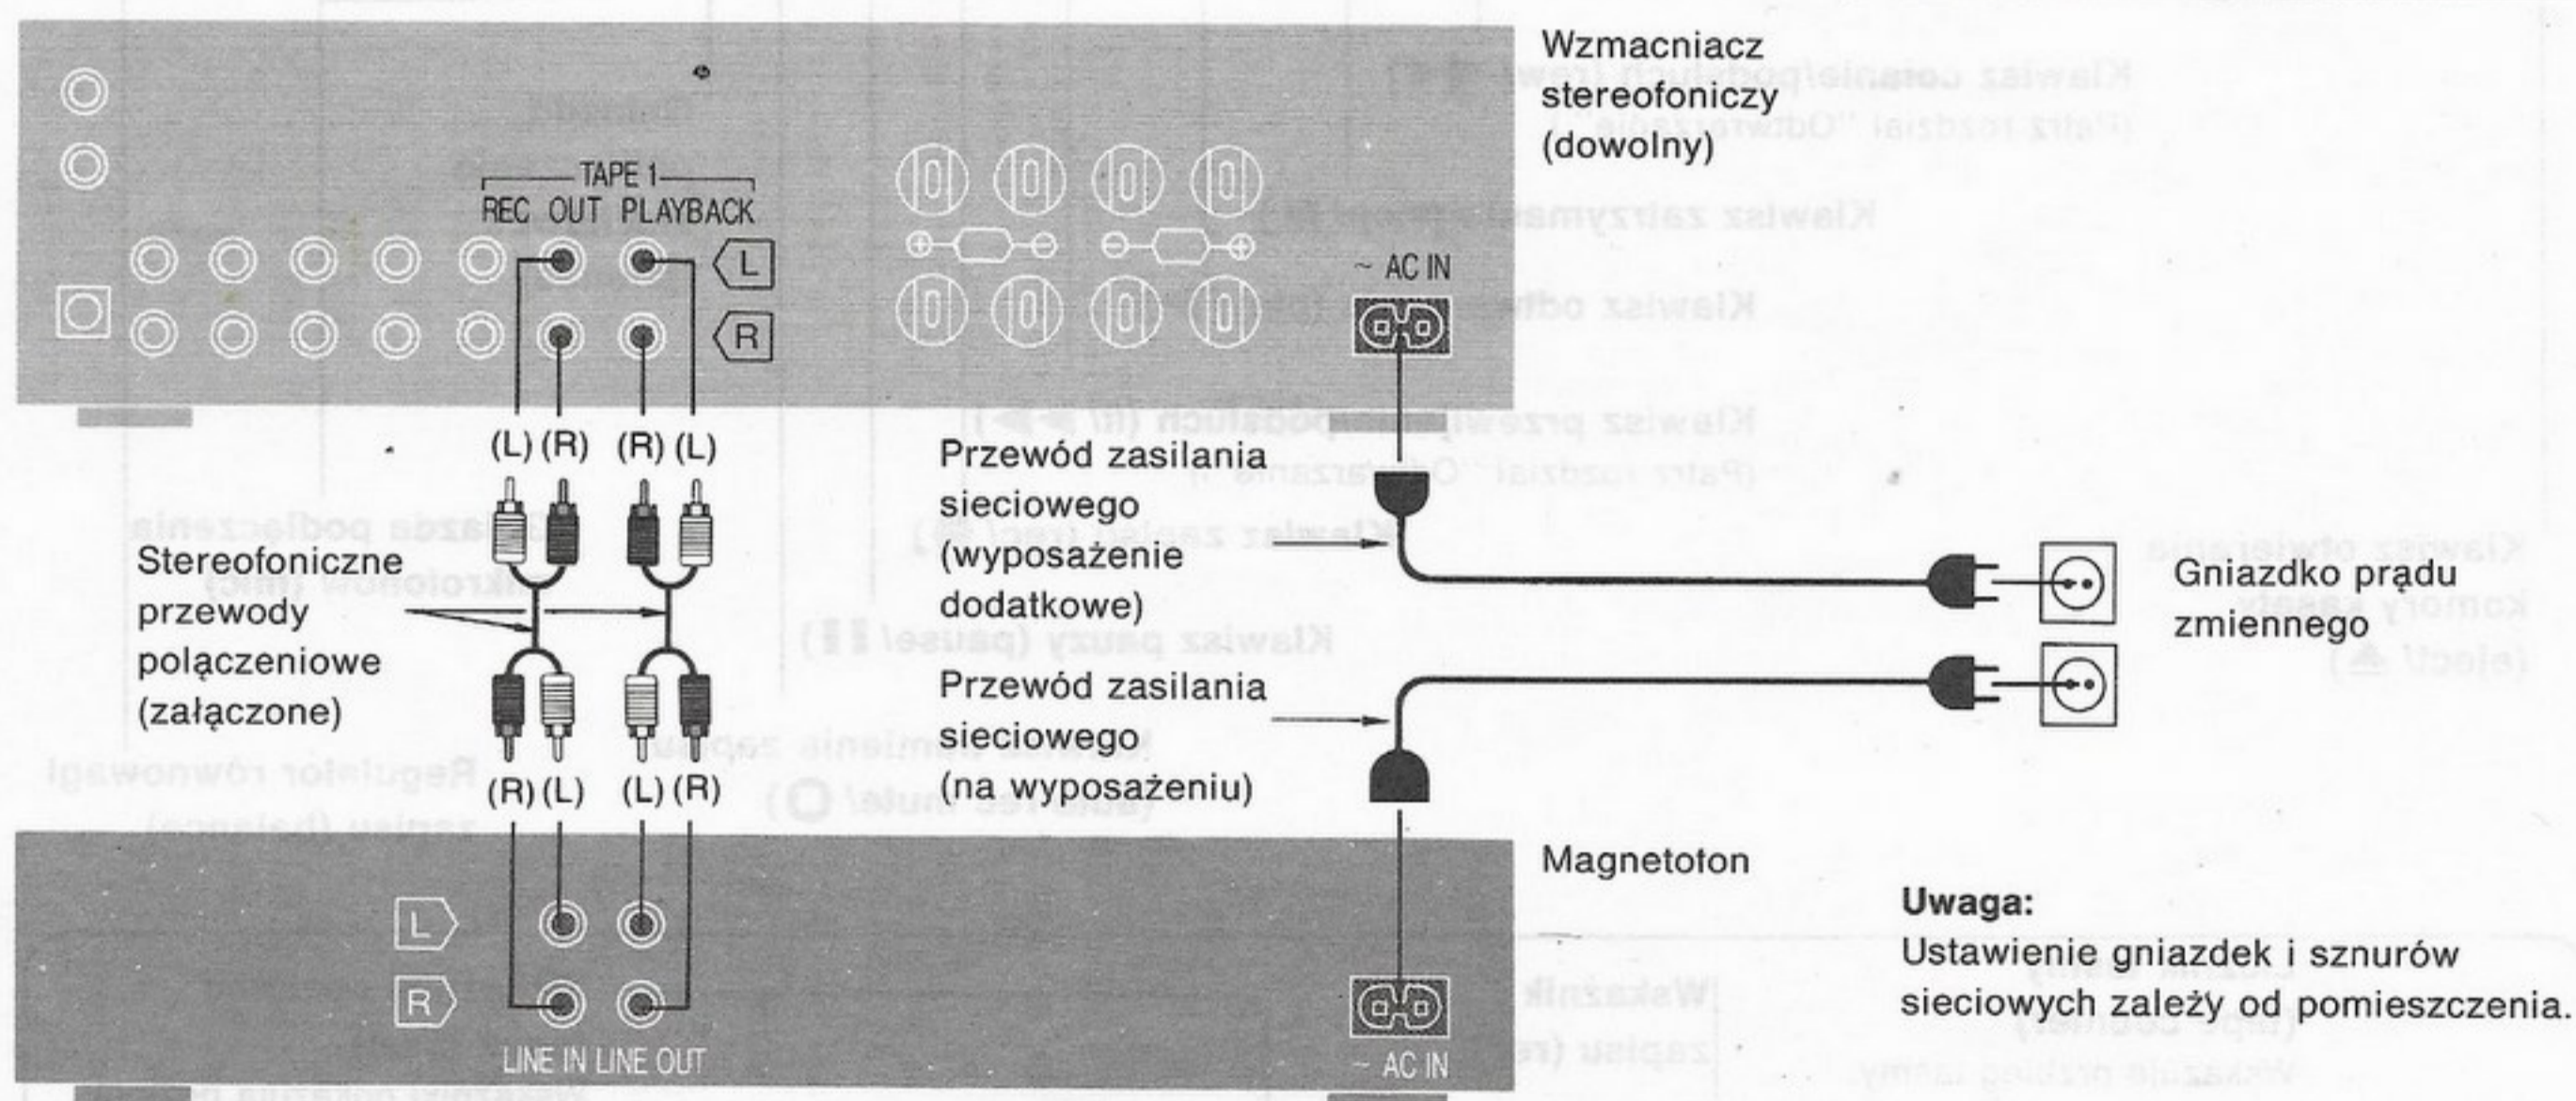 Wzmacniacz
stereofoniczy
(dowolny)
TAPE 1
REC OUT PLAYBACK
L
R
~ AC IN
(L) (R) (R) (L)
Stereofoniczne
przewody
polączeniowe
(załączone)
(R) (L) (L) (R)
Przewód zasilania
sieciowego
(wyposażenie
dodatkowe)
Gniazdko prądu
zmiennego
Przewód zasilania
sieciowego
(na wyposażeniu)
Magnetofon
L
R
LINE IN LINE OUT
~ AC IN
Uwaga:
Ustawienie gniazdek i sznurów
sieciowych zależy od pomieszczenia.